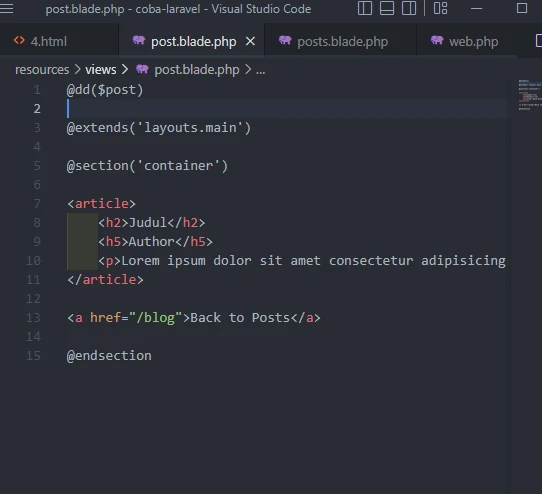 post.blade.php - coba-laravel - Visual Studio Code
4.html post.blade.php posts.blade.php web.php
resources > views > post.blade.php > ...
1 @dd($post)
2
3 @extends('layouts.main')
4
5 @section('container')
6
7 <article>
8 <h2>Judul</h2>
9 <h5>Author</h5>
10 <p>Lorem ipsum dolor sit amet consectetur adipisicing
11 </article>
12
13 <a href="/blog">Back to Posts</a>
14
15 @endsection